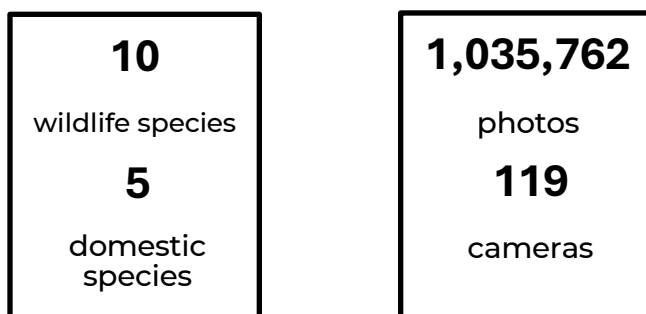 10
wildlife species
5
domestic
species
1,035,762
photos
119
cameras